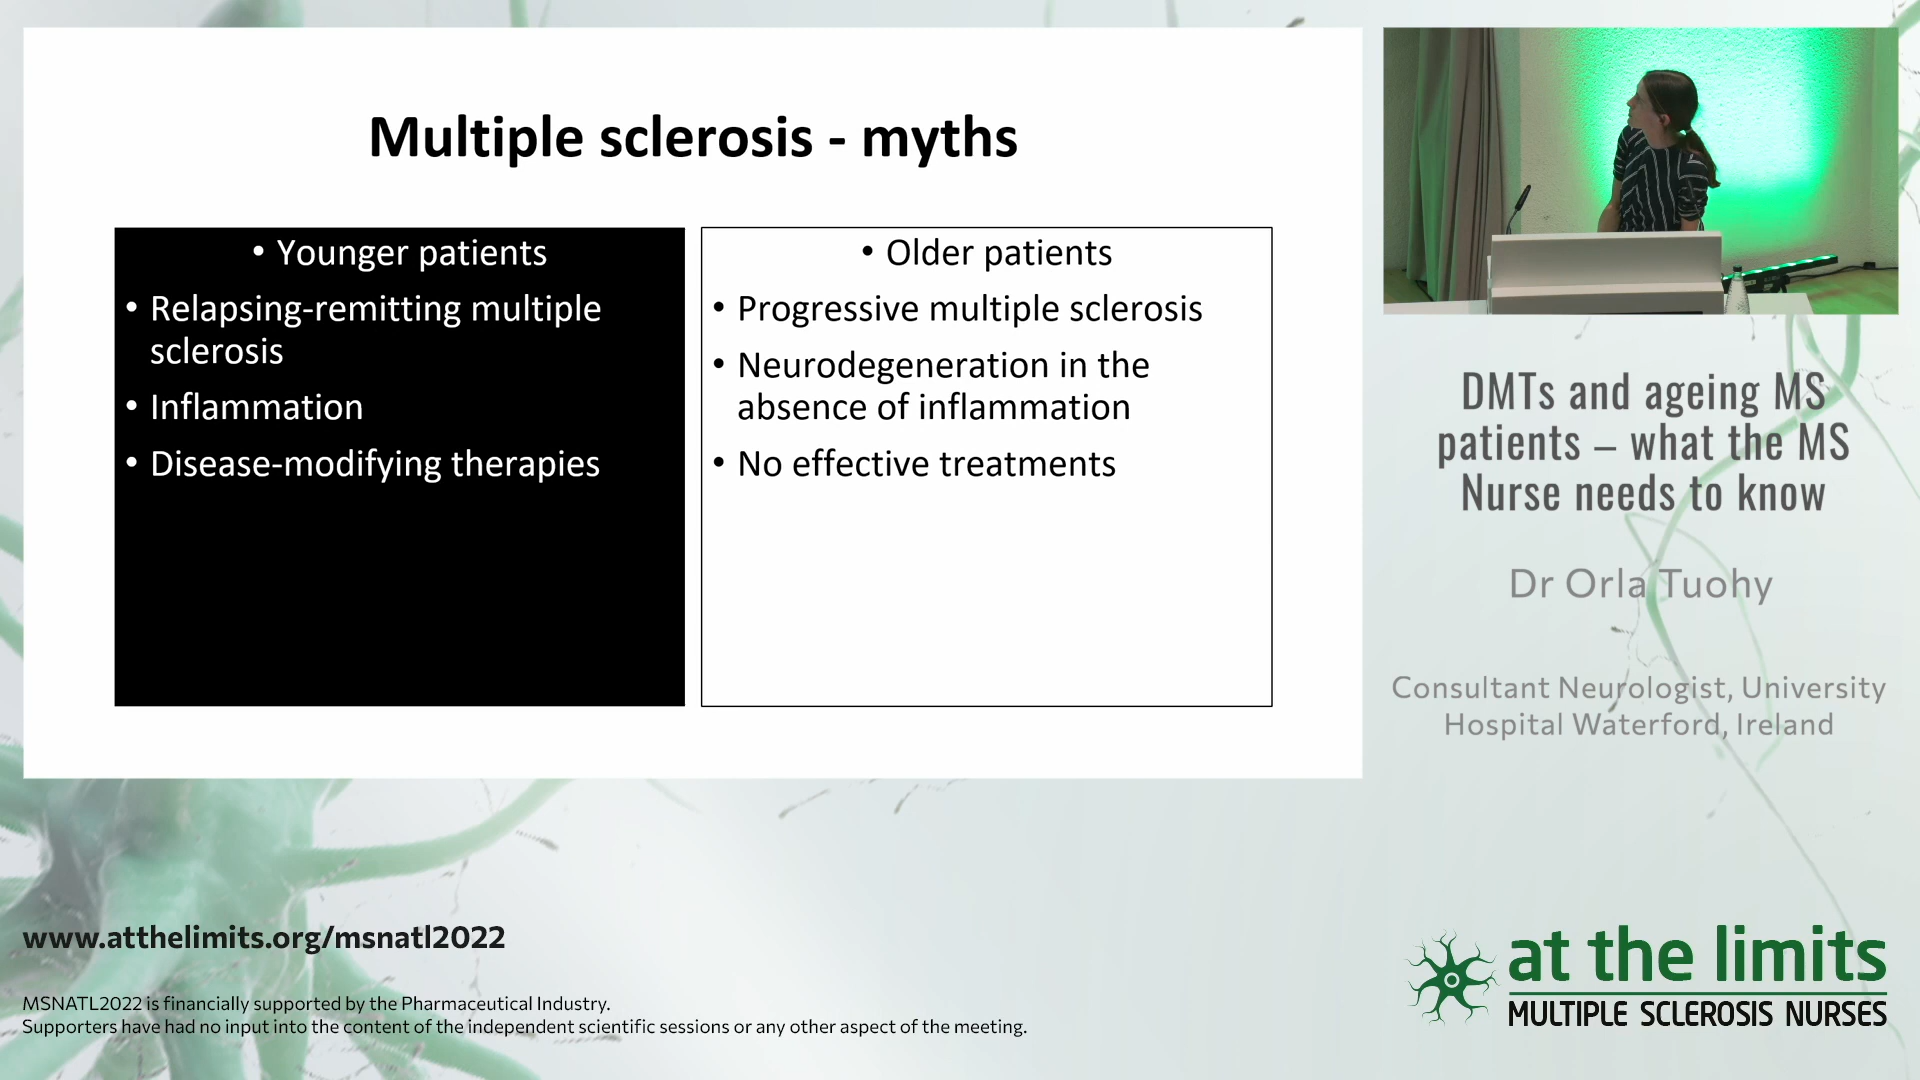 Multiple sclerosis - myths
• Younger patients
• Relapsing-remitting multiple
sclerosis
• Inflammation
• Disease-modifying therapies
• Older patients
• Progressive multiple sclerosis
• Neurodegeneration in the
absence of inflammation
• No effective treatments
DMTs and ageing MS
patients – what the MS
Nurse needs to know
Dr Orla Tuohy
Consultant Neurologist, University
Hospital Waterford, Ireland
www.atthelimits.org/msnatl2022
MSNATL2022 is financially supported by the Pharmaceutical Industry.
Supporters have had no input into the content of the independent scientific sessions or any other aspect of the meeting.
at the limits
MULTIPLE SCLEROSIS NURSES